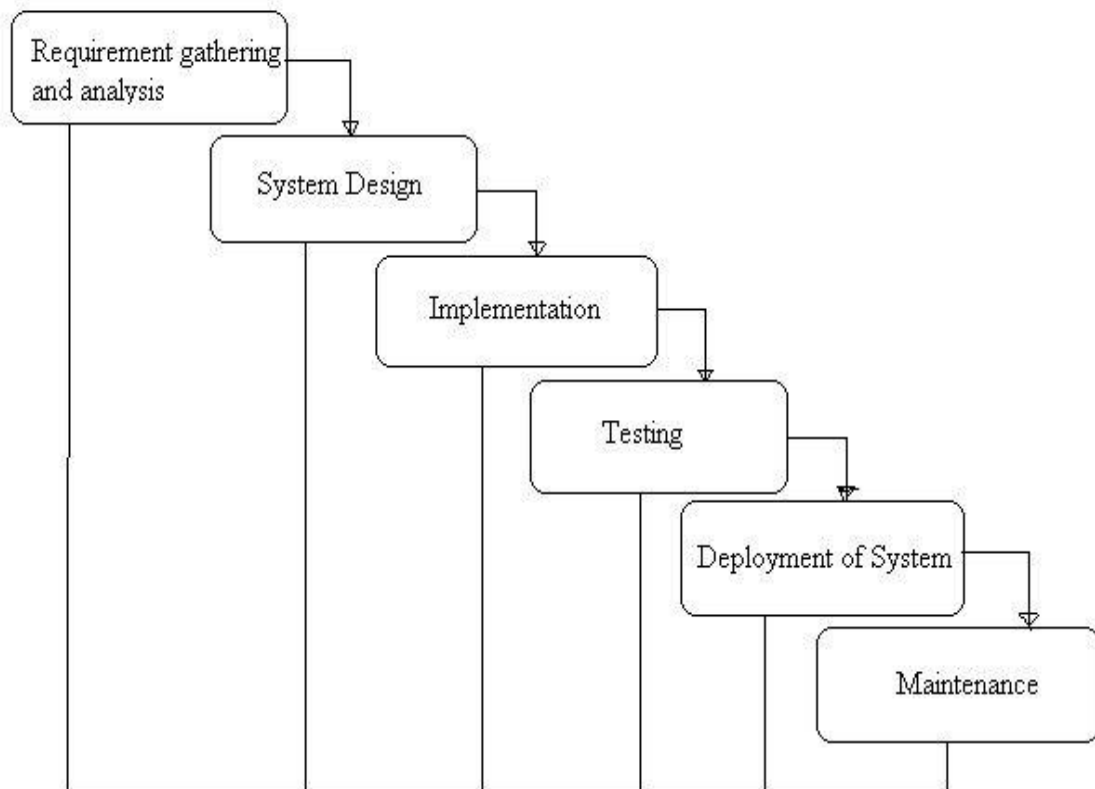 Requirement gathering
and analysis
System Design
Implementation
Testing
Deployment of System
Maintenance